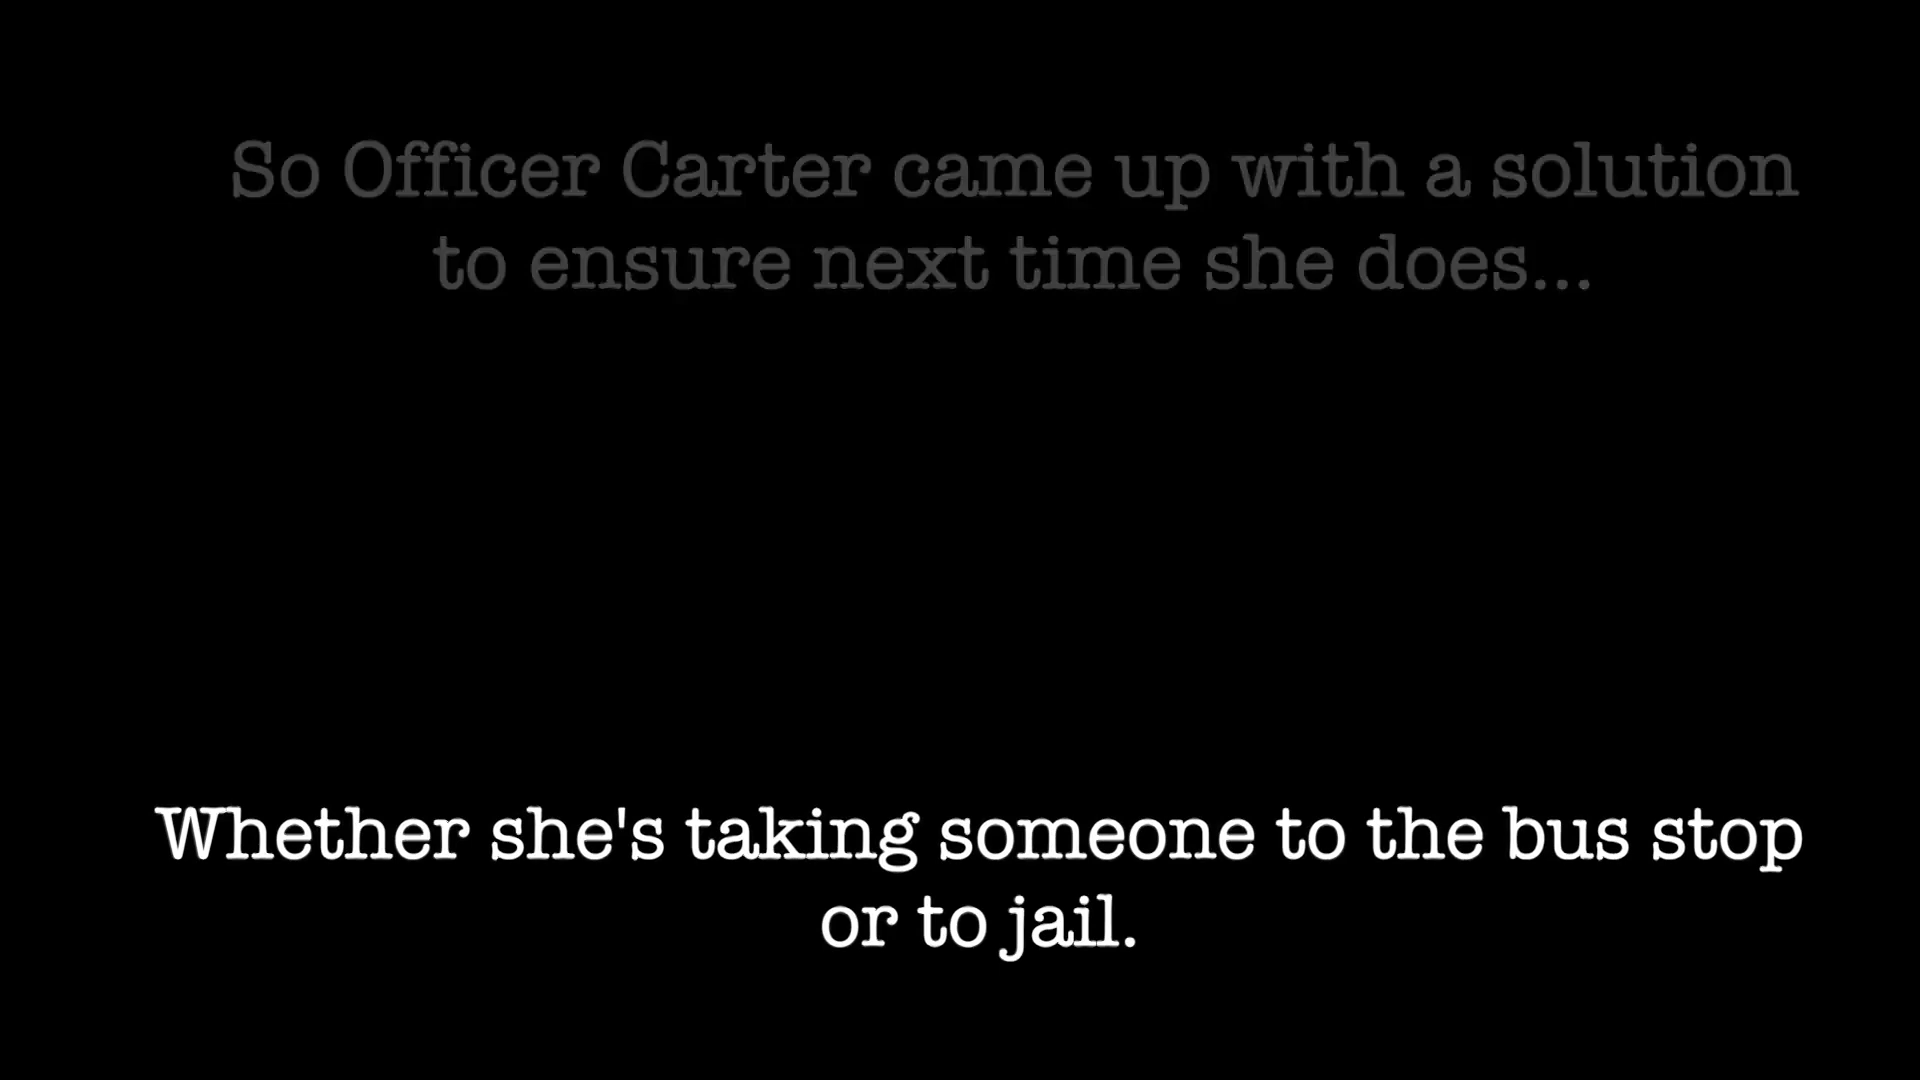 So Officer Carter came up with a solution
to ensure next time she does...
Whether she's taking someone to the bus stop
or to jail.